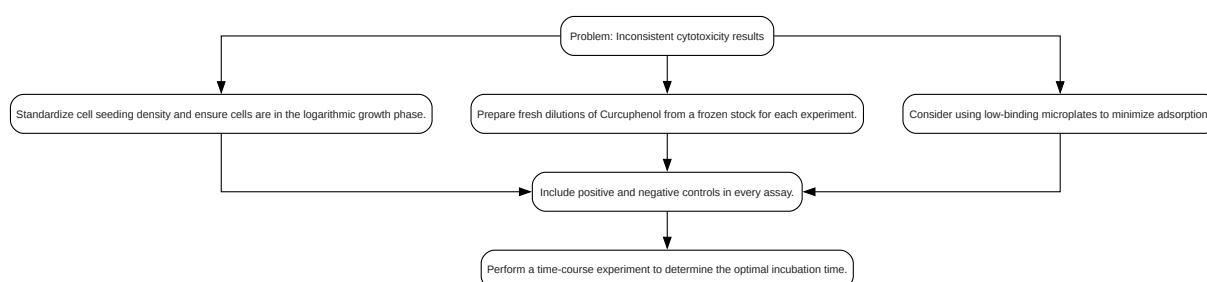 Problem: Inconsistent cytotoxicity results
Standardize cell seeding density and ensure cells are in the logarithmic growth phase.
Prepare fresh dilutions of Curcuphenol from a frozen stock for each experiment.
Consider using low-binding microplates to minimize adsorption
Include positive and negative controls in every assay.
Perform a time-course experiment to determine the optimal incubation time.